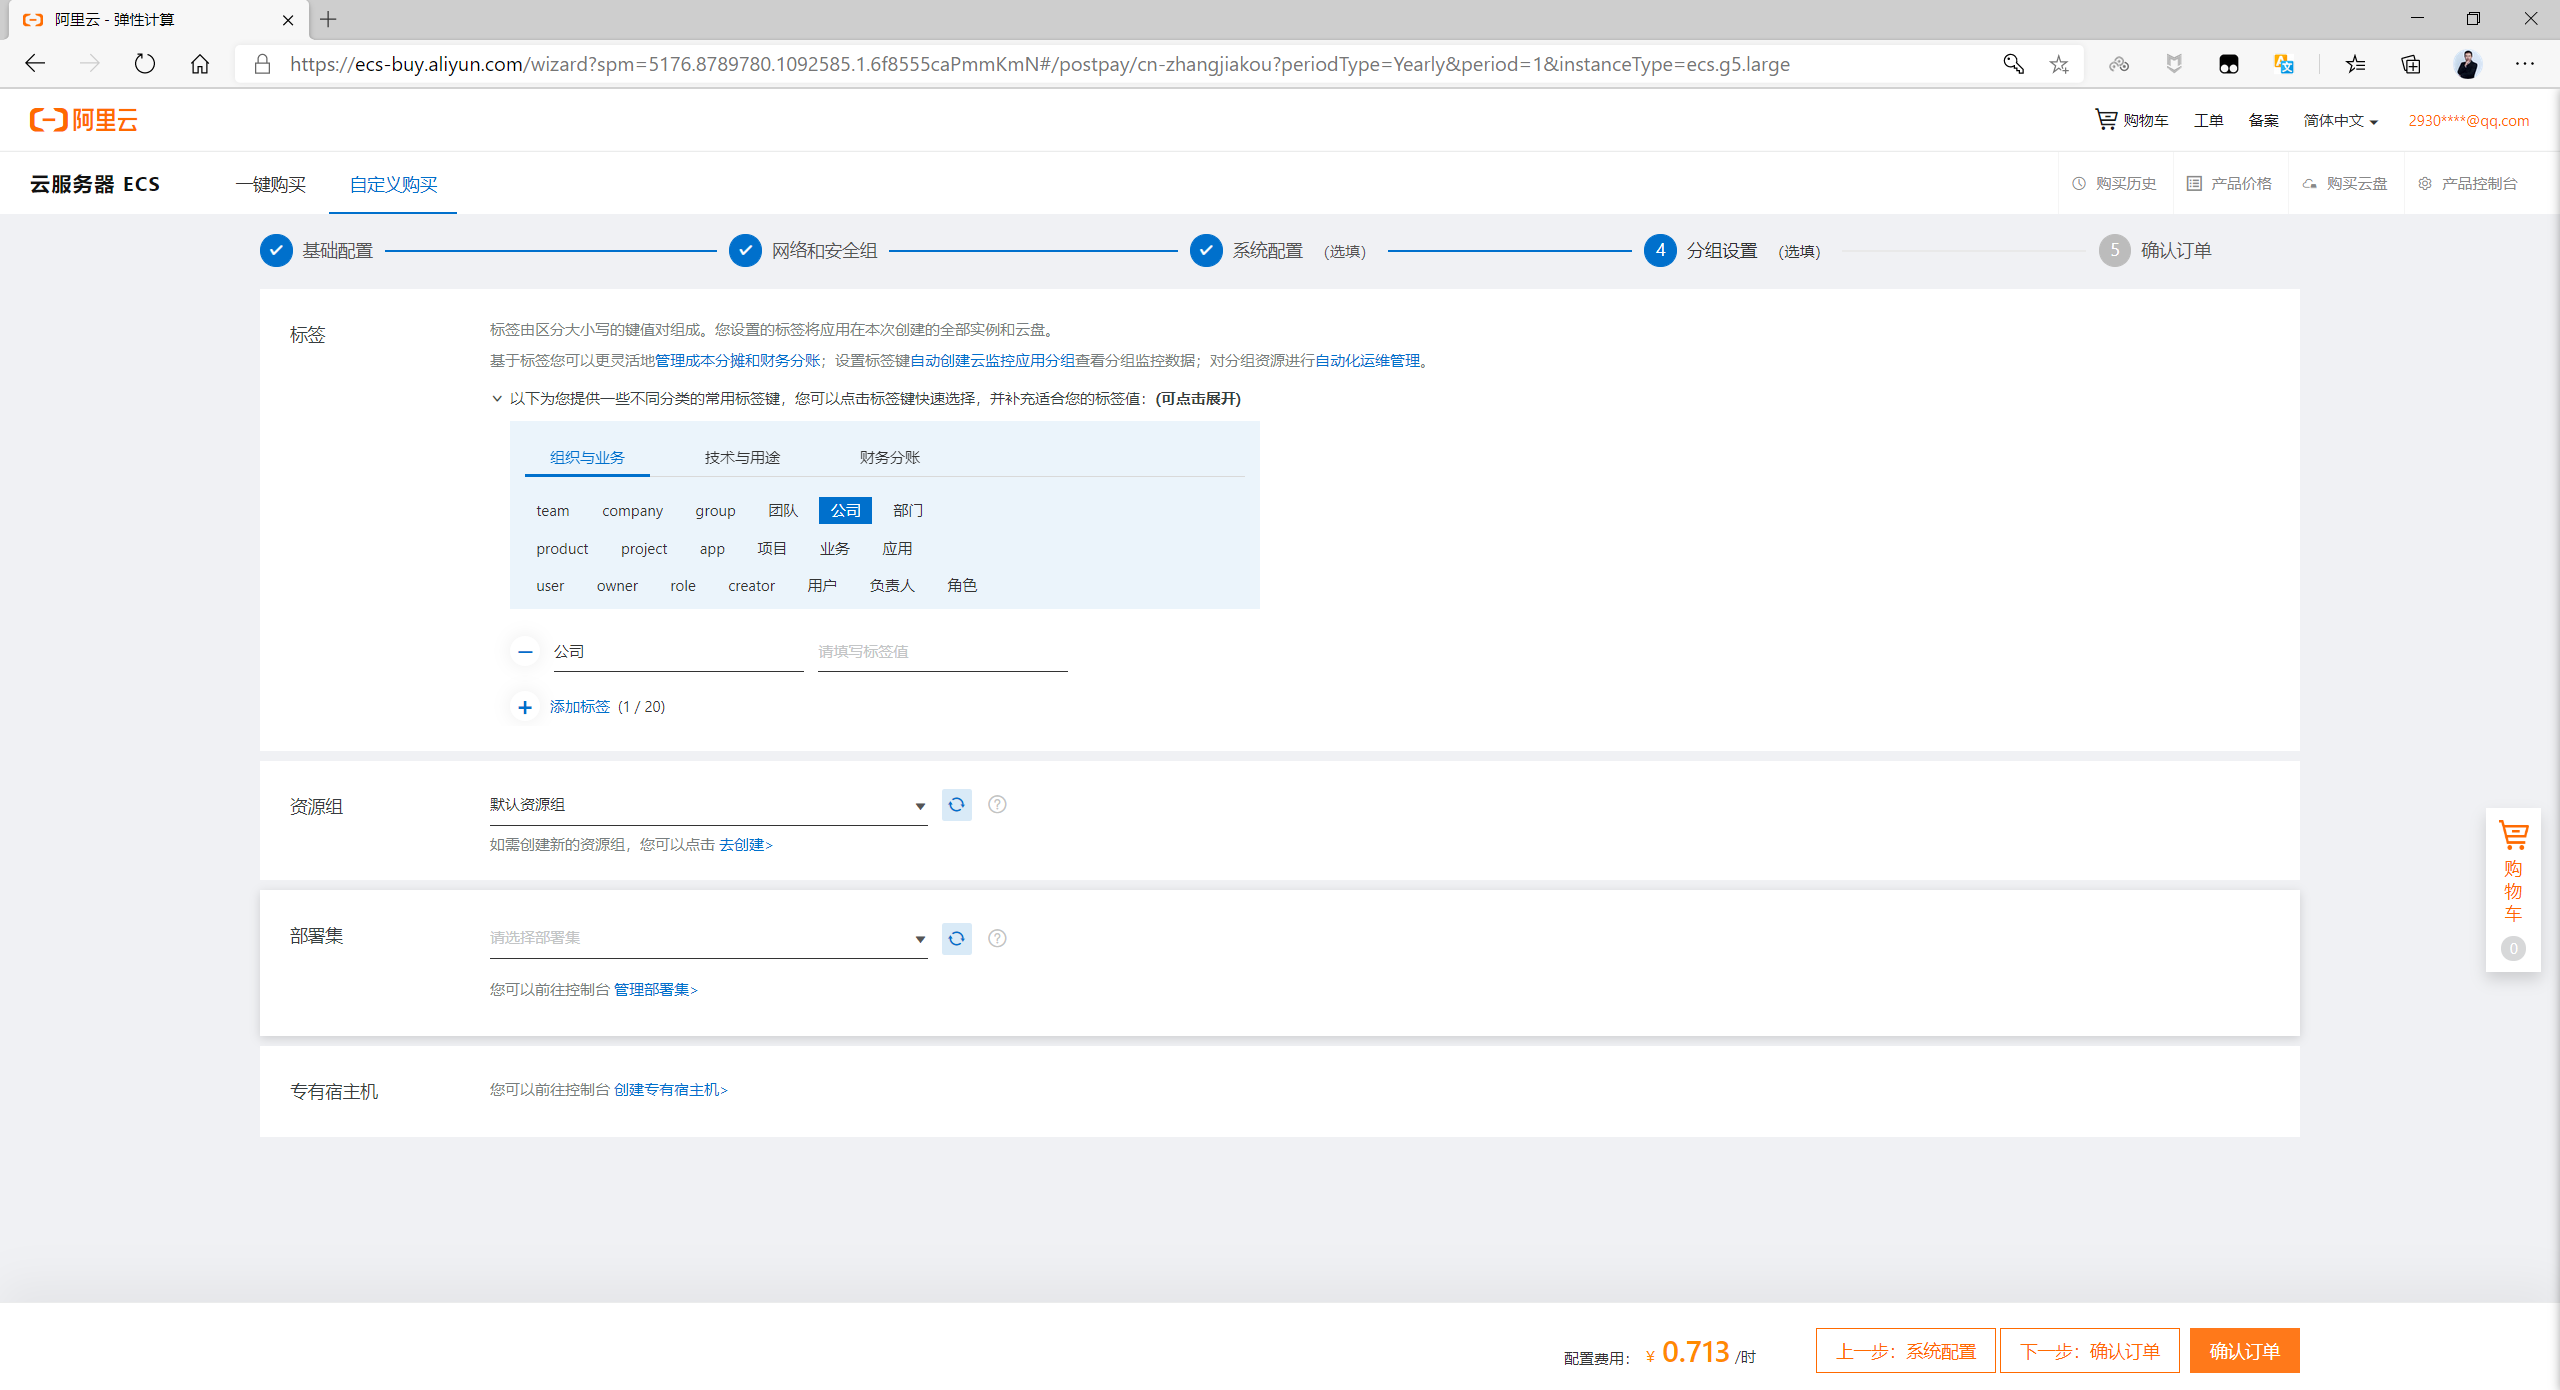 阿里云 - 弹性计算
https://ecs-buy.aliyun.com/wizard?spm=5176.8789780.1092585.1.6f8555caPmmKmN#/postpay/cn-zhangjiakou?periodType=Yearly&period=1&instanceType=ecs.g5.large
阿里云 购物车 工单 备案 简体中文 2930****@qq.com
云服务器 ECS 一键购买 自定义购买 购买历史 产品价格 购买云盘 产品控制台
基础配置 网络和安全组 系统配置 (选填) 4 分组设置 (选填) 5 确认订单
标签 标签由区分大小写的键值对组成。您设置的标签将应用在本次创建的全部实例和云盘。
基于标签您可以更灵活地管理成本分摊和财务分账；设置标签键自动创建云监控应用分组查看分组监控数据；对分组资源进行自动化运维管理。
以下为您提供一些不同分类的常用标签键，您可以点击标签键快速选择，并补充适合您的标签值：(可点击展开)
组织与业务 技术与用途 财务分账
team company group 团队 公司 部门
product project app 项目 业务 应用
user owner role creator 用户 负责人 角色
公司 请填写标签值
添加标签 (1 / 20)
资源组 默认资源组
如需创建新的资源组，您可以点击 去创建>
部署集 请选择部署集
您可以前往控制台 管理部署集>
专有宿主机 您可以前往控制台 创建专有宿主机>
购
物
车
0
配置费用： ¥ 0.713 /时 上一步：系统配置 下一步：确认订单 确认订单